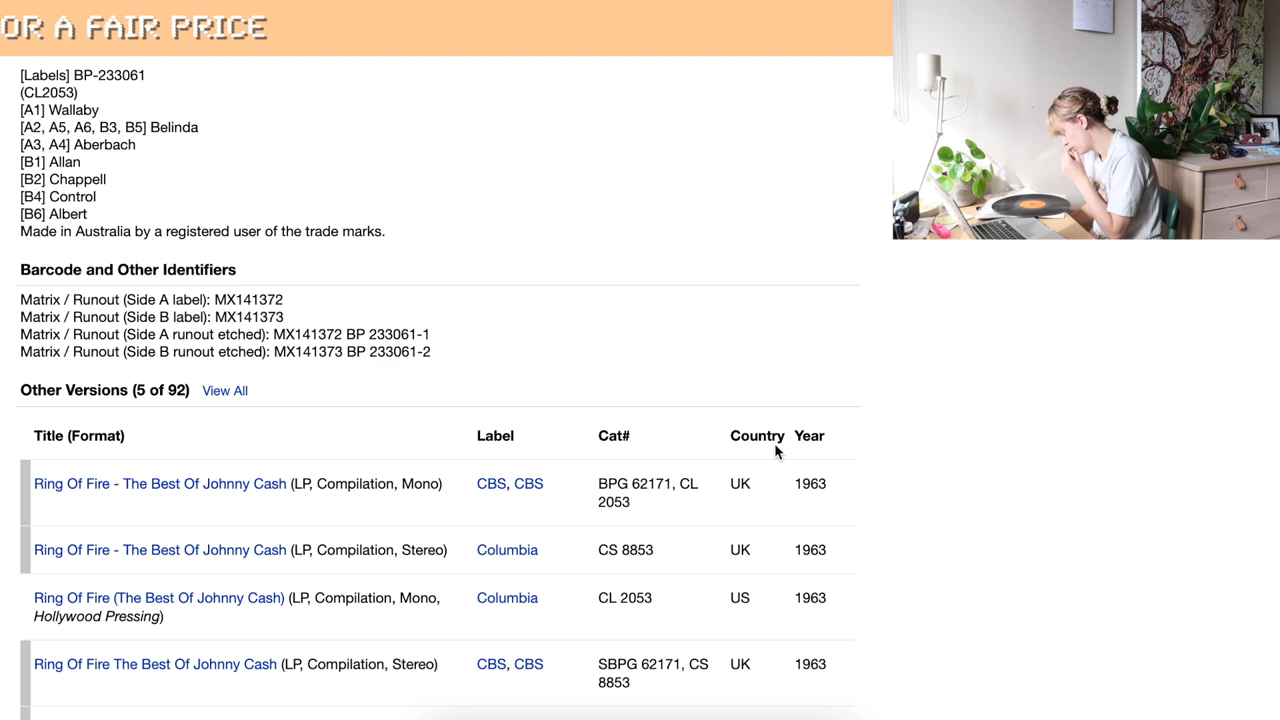 OR A FAIR PRICE
[Labels] BP-233061
(CL2053)
[A1] Wallaby
[A2, A5, A6, B3, B5] Belinda
[A3, A4] Aberbach
[B1] Allan
[B2] Chappell
[B4] Control
[B6] Albert
Made in Australia by a registered user of the trade marks.
Barcode and Other Identifiers
Matrix / Runout (Side A label): MX141372
Matrix / Runout (Side B label): MX141373
Matrix / Runout (Side A runout etched): MX141372 BP 233061-1
Matrix / Runout (Side B runout etched): MX141373 BP 233061-2
Other Versions (5 of 92) View All
Title (Format) Label Cat# Country Year
Ring Of Fire - The Best Of Johnny Cash (LP, Compilation, Mono) CBS, CBS BPG 62171, CL UK 1963
2053
Ring Of Fire - The Best Of Johnny Cash (LP, Compilation, Stereo) Columbia CS 8853 UK 1963
Ring Of Fire (The Best Of Johnny Cash) (LP, Compilation, Mono, Columbia CL 2053 US 1963
Hollywood Pressing)
Ring Of Fire The Best Of Johnny Cash (LP, Compilation, Stereo) CBS, CBS SBPG 62171, CS UK 1963
8853